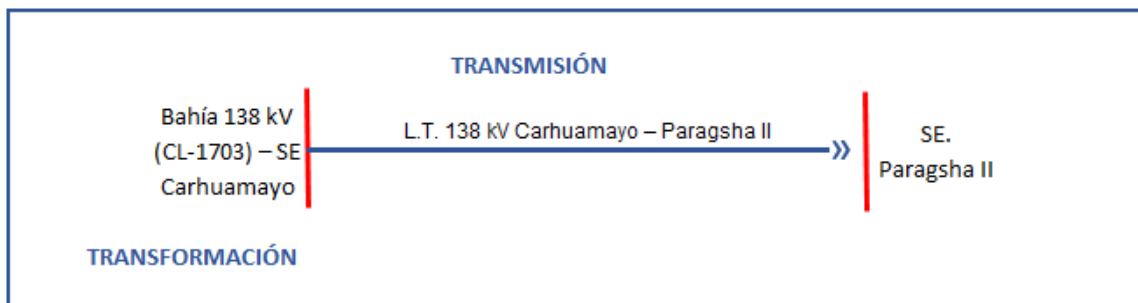 TRANSMISIÓN
Bahía 138 kV
(CL-1703) – SE
Carhuamayo
L.T. 138 kV Carhuamayo – Paragsha II
SE.
Paragsha II
TRANSFORMACIÓN